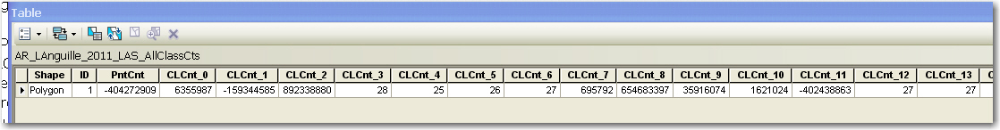 Table
AR_LAnguille_2011_LAS_AllClassCts
Shape ID PntCnt CLCnt_0 CLCnt_1 CLCnt_2 CLCnt_3 CLCnt_4 CLCnt_5 CLCnt_6 CLCnt_7 CLCnt_8 CLCnt_9 CLCnt_10 CLCnt_11 CLCnt_12 CLCnt_13
Polygon 1 -404272909 6355987 -159344585 892338880 28 25 26 27 695792 654683397 35916074 1621024 -402438863 27 27